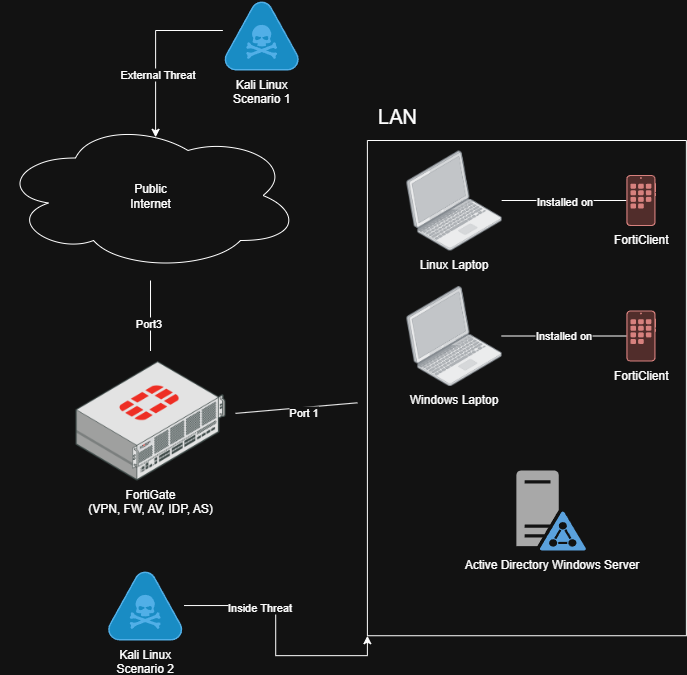 Kali Linux
Scenario 1
External Threat
LAN
Public
Internet
Installed on
FortiClient
Linux Laptop
Port3
Installed on
FortiClient
Windows Laptop
Port 1
FortiGate
(VPN, FW, AV, IDP, AS)
Active Directory Windows Server
Inside Threat
Kali Linux
Scenario 2